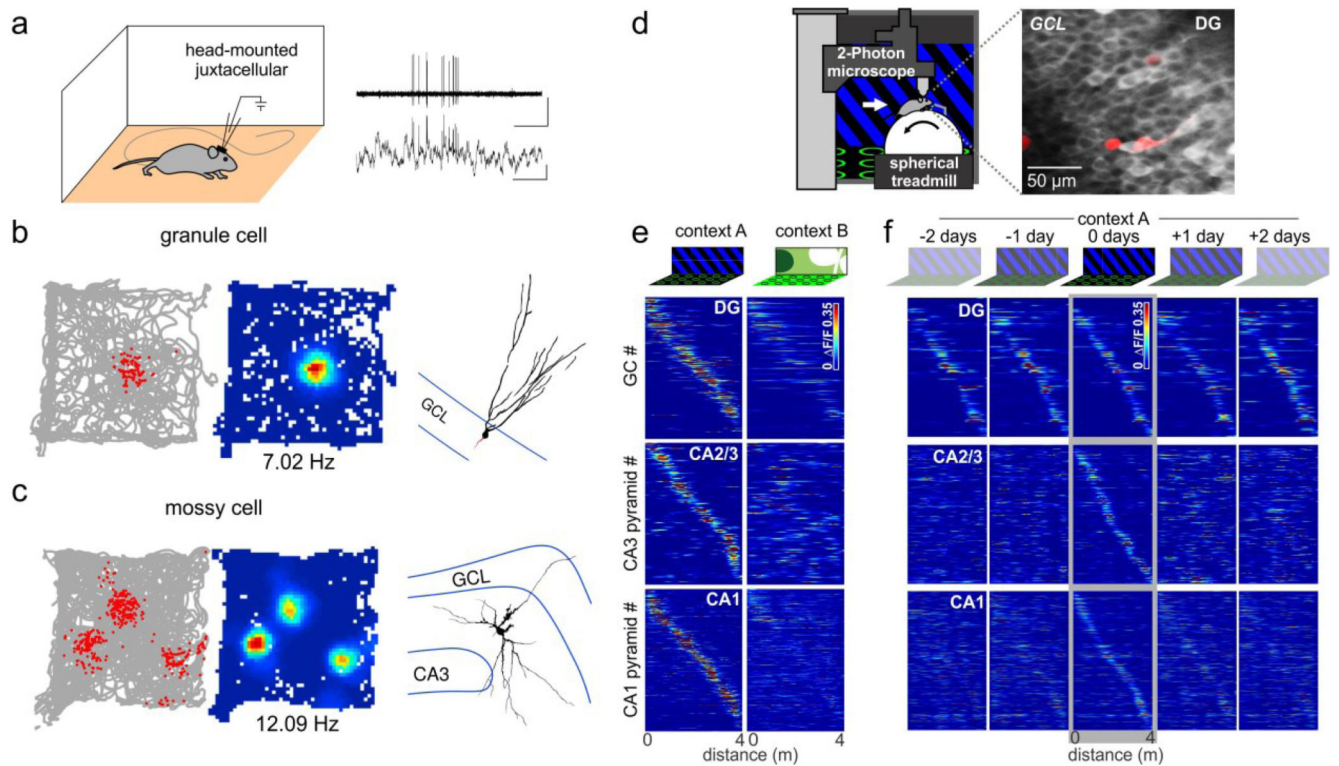 a
head-mounted
juxtacellular
b
granule cell
7.02 Hz
GCL
c
mossy cell
12.09 Hz
GCL
CA3
d
2-Photon
microscope
spherical
treadmill
GCL
DG
50 µm
e
context A
context B
DG
0 ΔF/F 0.35
GC #
CA2/3
CA3 pyramid #
CA1
CA1 pyramid #
0
4
0
4
distance (m)
f
context A
-2 days
-1 day
0 days
+1 day
+2 days
DG
0 ΔF/F 0.35
CA2/3
CA1
0
4
distance (m)